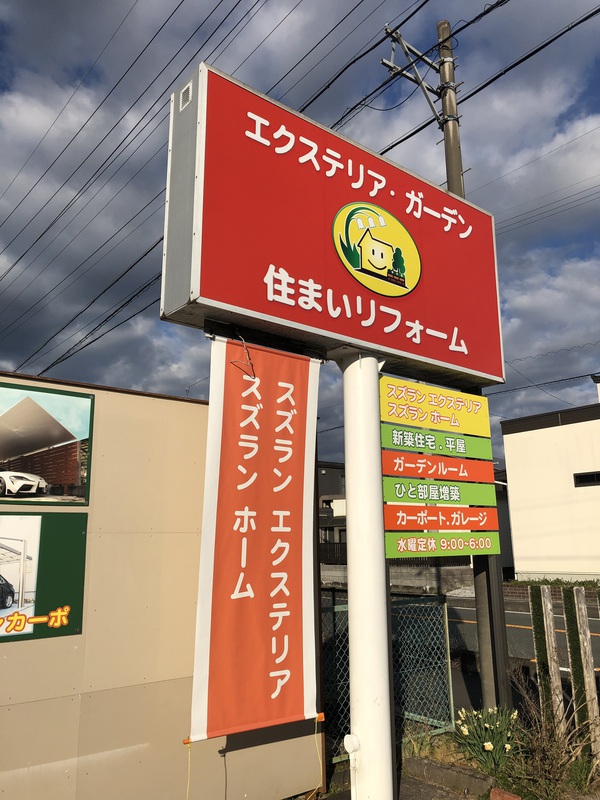 エクステリア・ガーデン
住まいリフォーム
スズラン エクステリア
スズラン ホーム
スズラン エクステリア
スズラン ホーム
新築住宅．平屋
ガーデンルーム
ひと部屋増築
カーポート．ガレージ
水曜定休 9:00~6:00
ンカーポ